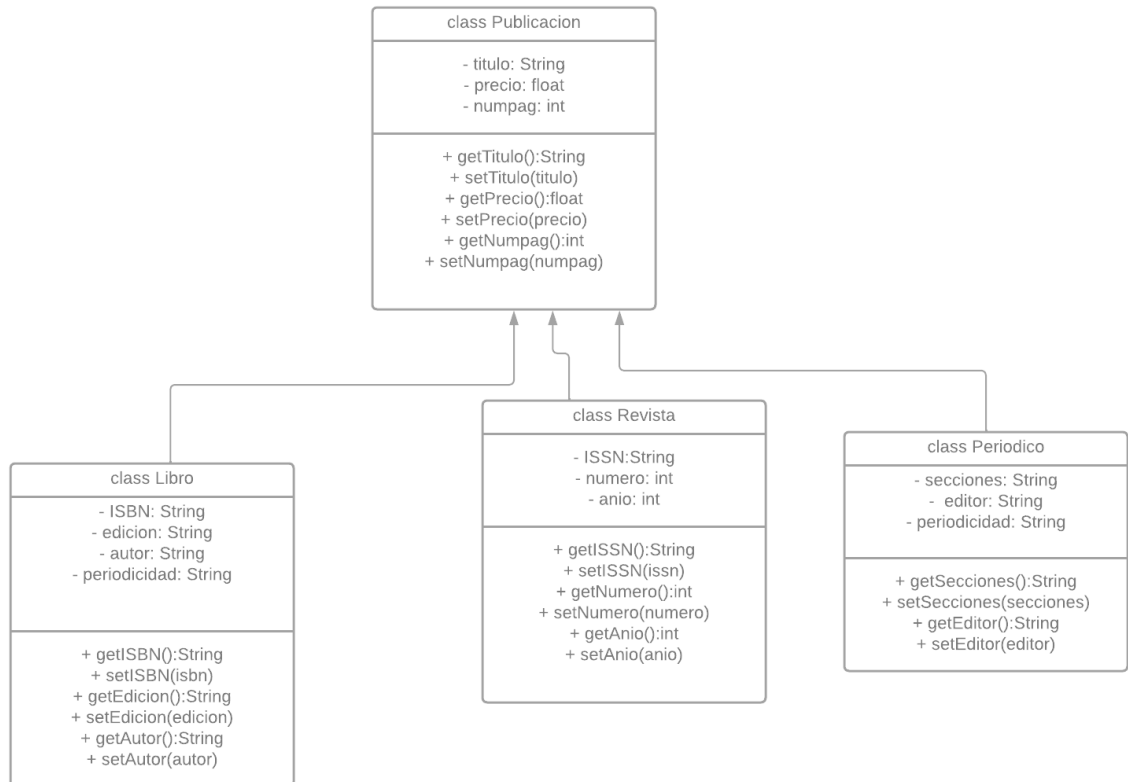 class Publicacion
- titulo: String
- precio: float
- numpag: int
+ getTitulo():String
+ setTitulo(titulo)
+ getPrecio():float
+ setPrecio(precio)
+ getNumpag():int
+ setNumpag(numpag)
class Libro
- ISBN: String
- edicion: String
- autor: String
- periodicidad: String
+ getISBN():String
+ setISBN(isbn)
+ getEdicion():String
+ setEdicion(edicion)
+ getAutor():String
+ setAutor(autor)
class Revista
- ISSN:String
- numero: int
- anio: int
+ getISSN():String
+ setISSN(issn)
+ getNumero():int
+ setNumero(numero)
+ getAnio():int
+ setAnio(anio)
class Periodico
- secciones: String
- editor: String
- periodicidad: String
+ getSecciones():String
+ setSecciones(secciones)
+ getEditor():String
+ setEditor(editor)